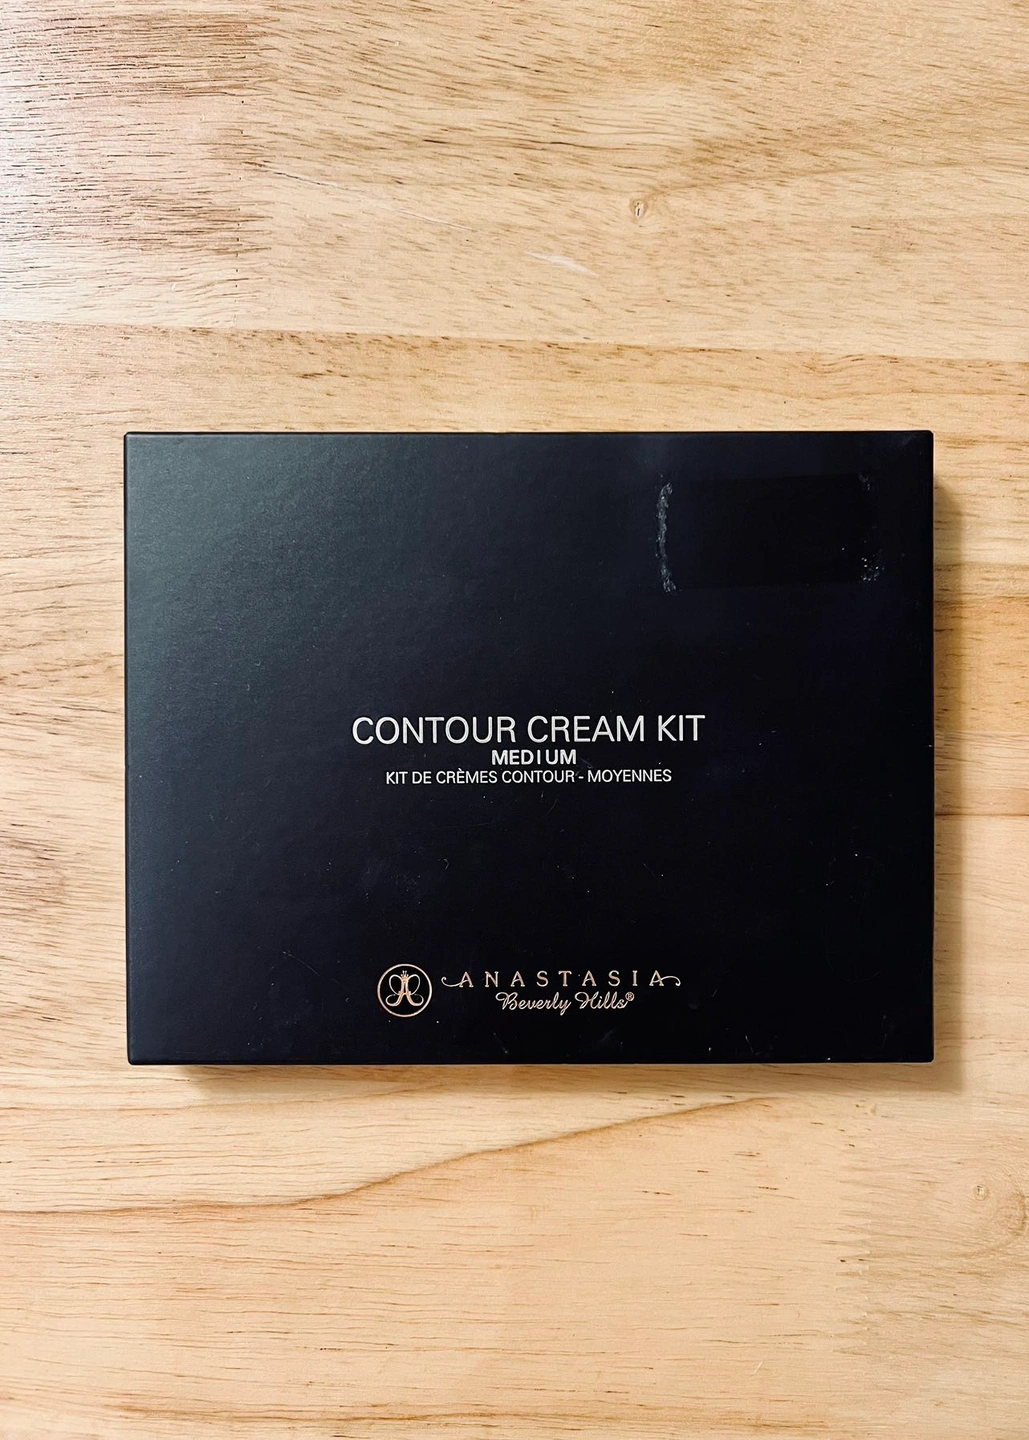 CONTOUR CREAM KIT
MEDIUM
KIT DE CRÈMES CONTOUR - MOYENNES
ANASTASIA
Beverly Hills®